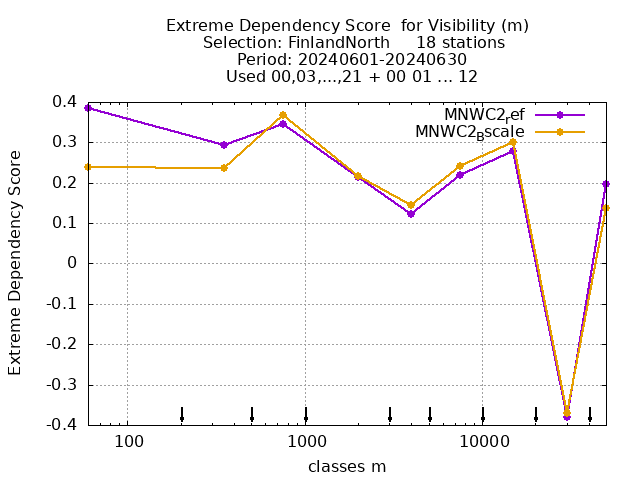 Extreme Dependency Score  for Visibility (m)
Selection: FinlandNorth     18 stations
Period: 20240601-20240630
Used 00,03,...,21 + 00 01 ... 12
MNWC2_ref
MNWC2_Bscale
Extreme Dependency Score
0.4
0.3
0.2
0.1
0
-0.1
-0.2
-0.3
-0.4
100
1000
10000
classes m